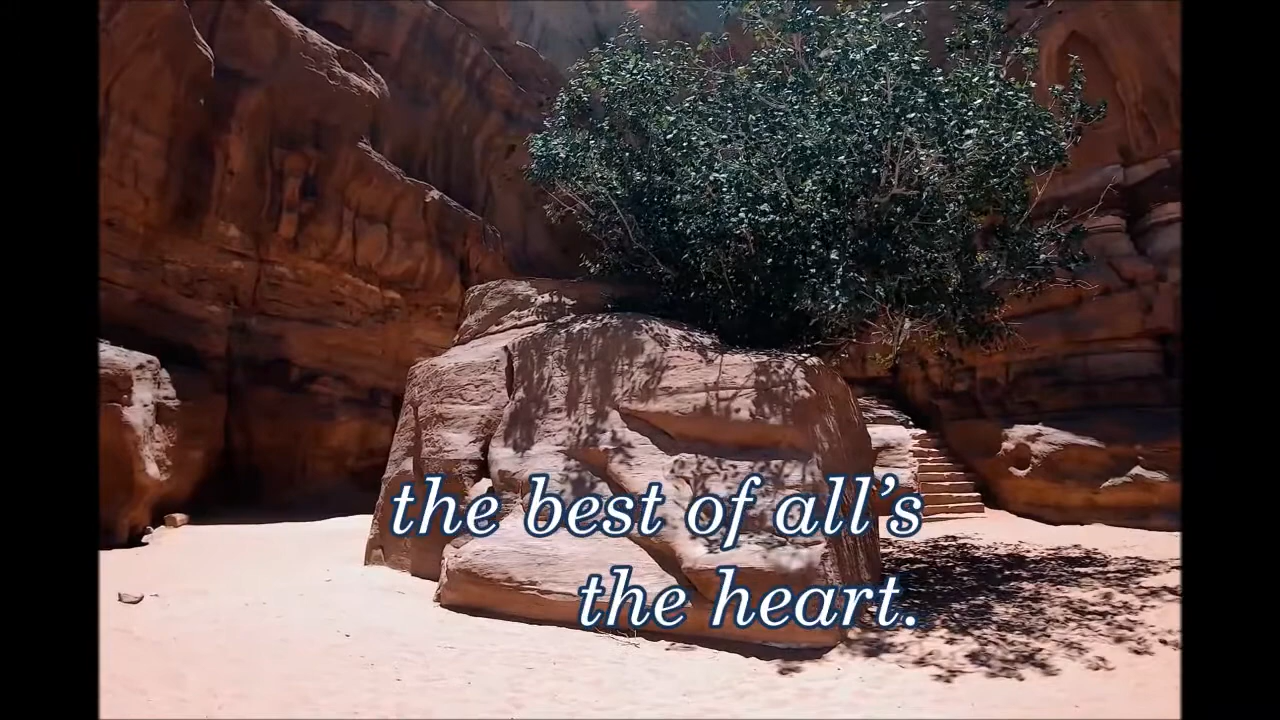 the best of all’s
the heart.